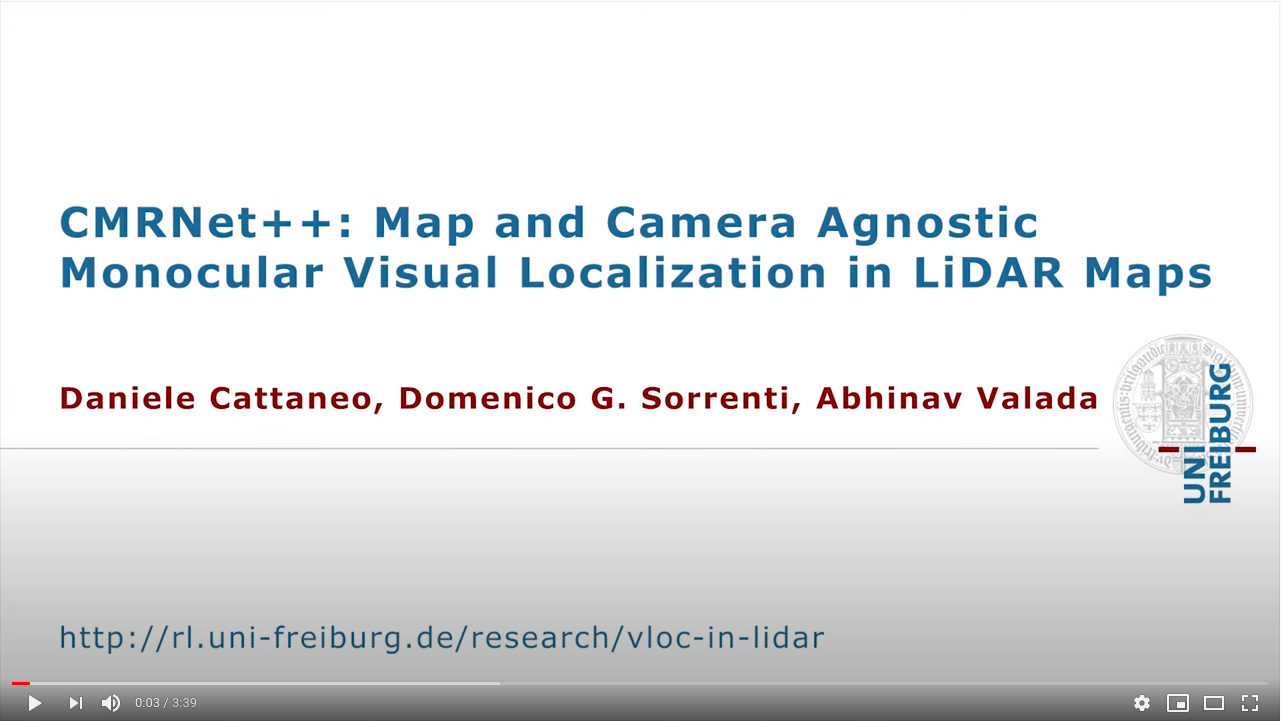 CMRNet++: Map and Camera Agnostic
Monocular Visual Localization in LiDAR Maps
Daniele Cattaneo, Domenico G. Sorrenti, Abhinav Valada
UNI
FREIBURG
http://rl.uni-freiburg.de/research/vloc-in-lidar
0:03 / 3:39